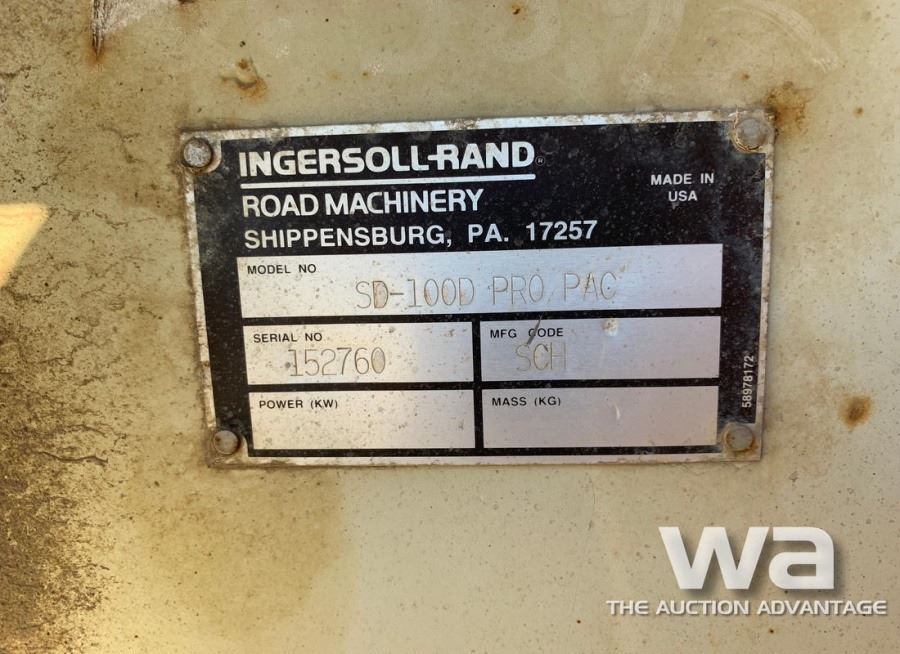 INGERSOLL-RAND®
ROAD MACHINERY
SHIPPENSBURG, PA. 17257
MADE IN
USA
MODEL NO
SD-100D PRO PAC
SERIAL NO
152760
MFG CODE
SCH
POWER (KW)
MASS (KG)
58978172
wa
THE AUCTION ADVANTAGE